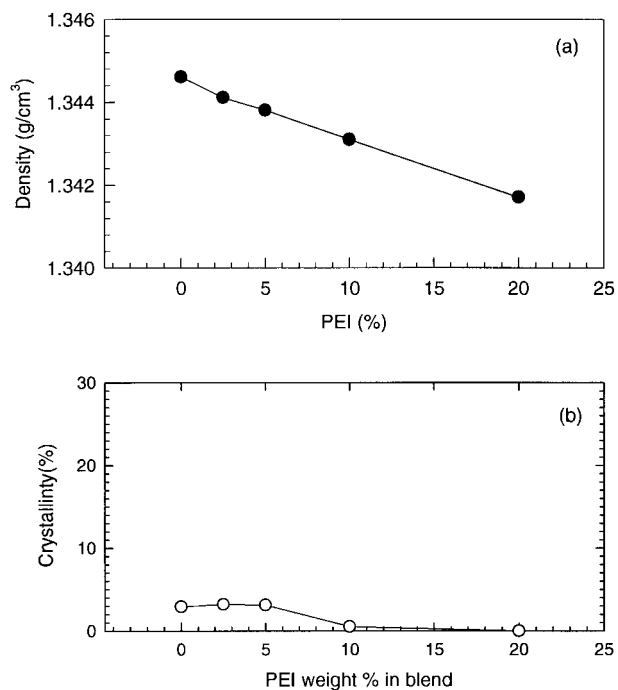 1.346
(a)
1.344
1.342
1.340
Density (g/cm³)
0 5 10 15 20 25
PEI (%)
30
(b)
20
10
0
Crystallinty(%)
0 5 10 15 20 25
PEI weight % in blend